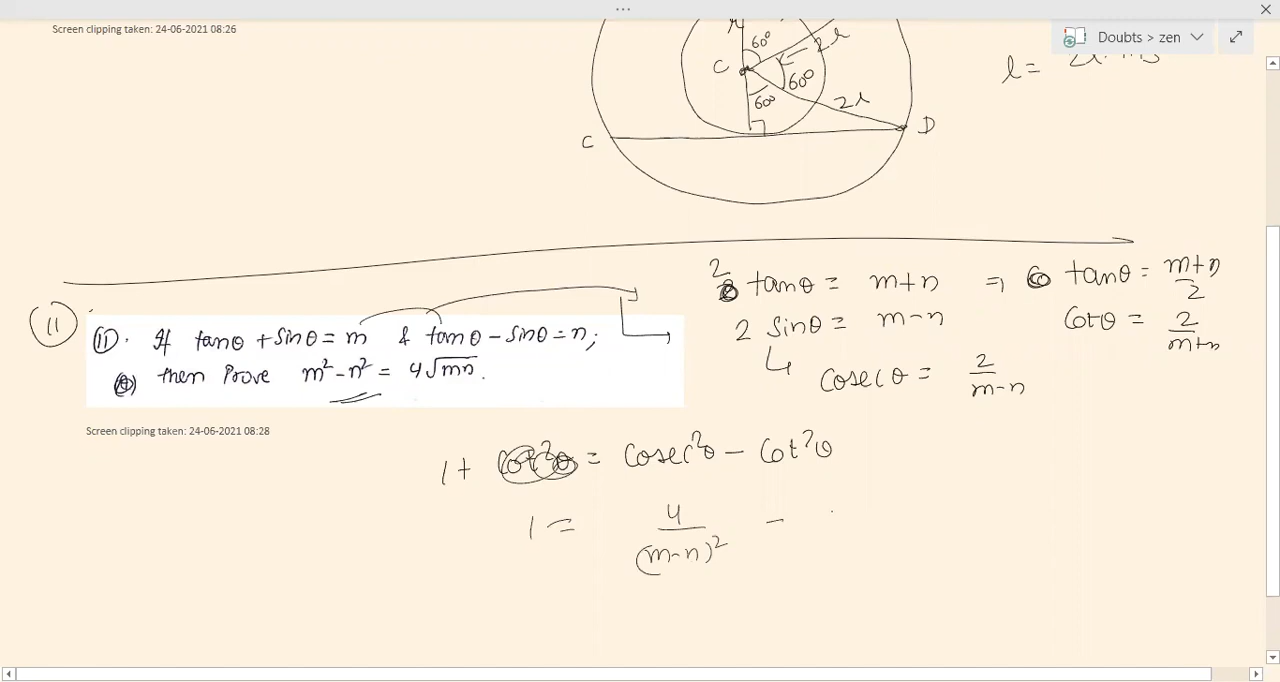 Screen clipping taken: 24-06-2021 08:26
Doubts > zen
60°
2l
C
60°
60°
2l
l =
C
D
11
11. If tanθ + sinθ = m & tanθ - sinθ = n;
then Prove m² - n² = 4√mn.
2 tanθ = m+n ⇒ tanθ = m+n/2
2 sinθ = m-n
Cotθ = 2/m+n
Cosecθ = 2/m-n
Screen clipping taken: 24-06-2021 08:28
1 + cot²θ = Cosec²θ - Cot²θ
1 = 4/(m-n)² -